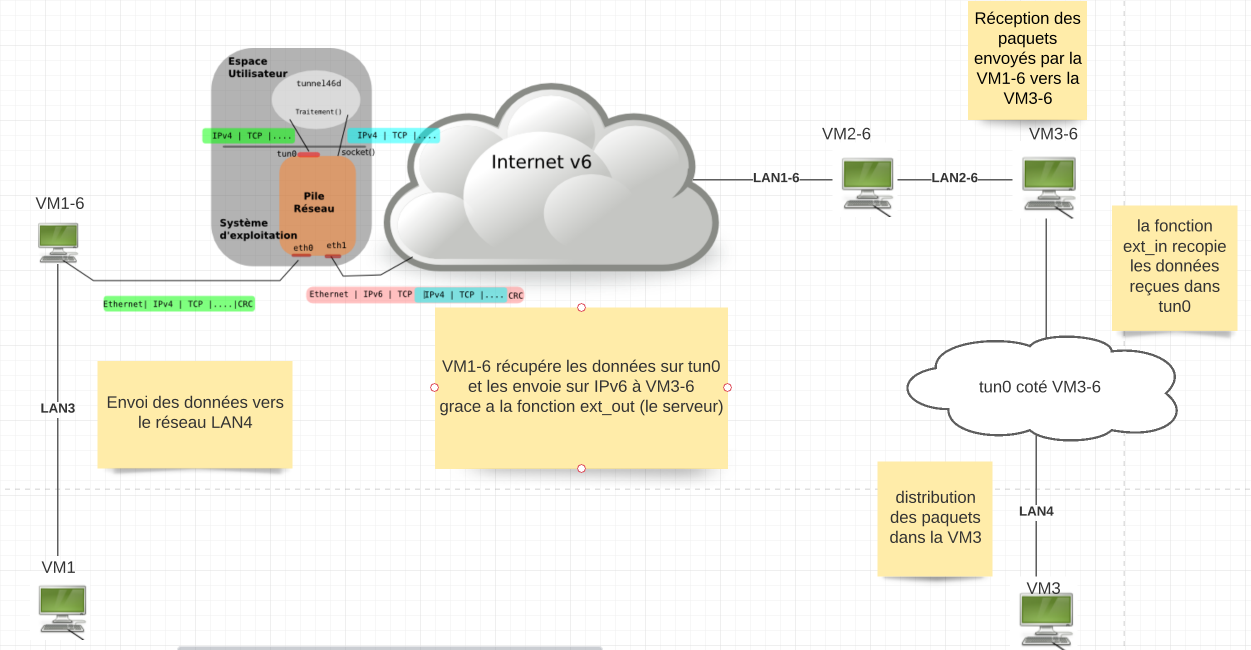 Réception des
paquets
envoyés par la
VM1-6 vers la
VM3-6
Espace
Utilisateur
tunnel46d
Traitement()
IPv4 | TCP |....
IPv4 | TCP |....
tun0
socket()
Pile
Réseau
Système
d'exploitation
eth0
eth1
Internet v6
LAN1-6
VM2-6
LAN2-6
VM3-6
VM1-6
Ethernet| IPv4 | TCP |....|CRC
Ethernet | IPv6 | TCP |IPv4 | TCP |.... CRC
la fonction
ext_in recopie
les données
reçues dans
tun0
VM1-6 récupére les données sur tun0
et les envoie sur IPv6 à VM3-6
grace a la fonction ext_out (le serveur)
Envoi des données vers
le réseau LAN4
LAN3
tun0 coté VM3-6
distribution
des paquets
dans la VM3
LAN4
VM1
VM3